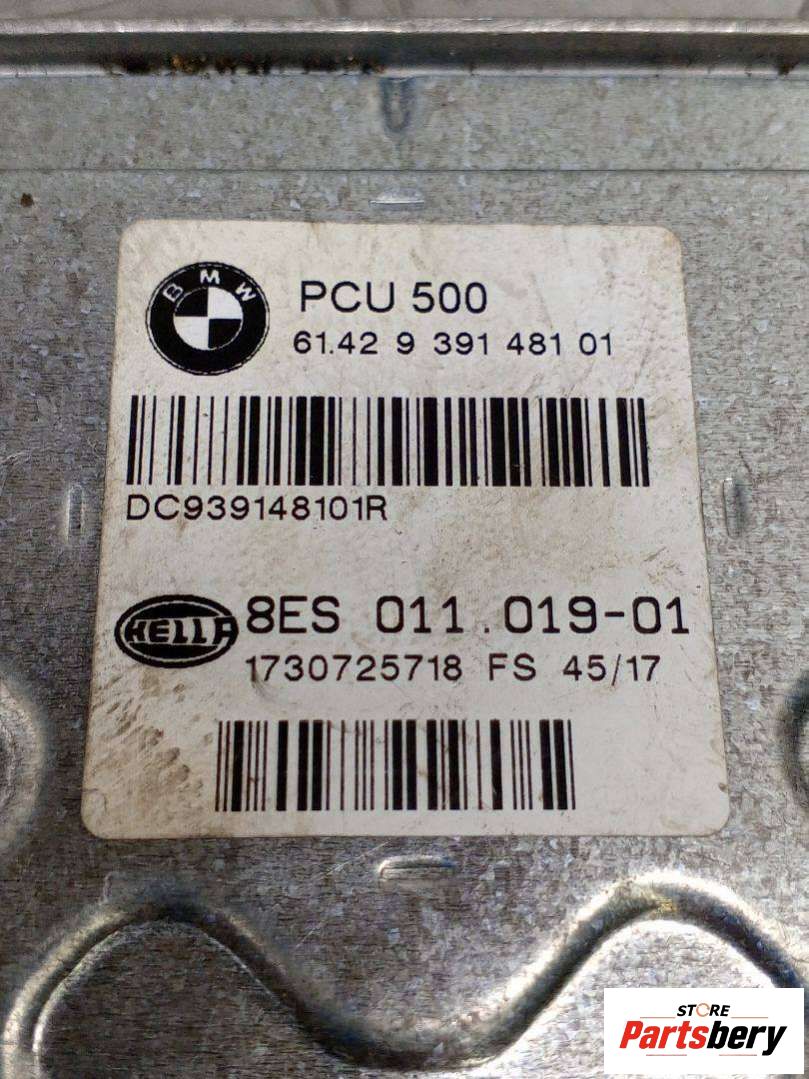 BMW
PCU 500
61.42 9 391 481 01
DC939148101R
HELLA
8ES 011.019-01
1730725718 FS 45/17
STORE
Partsbery